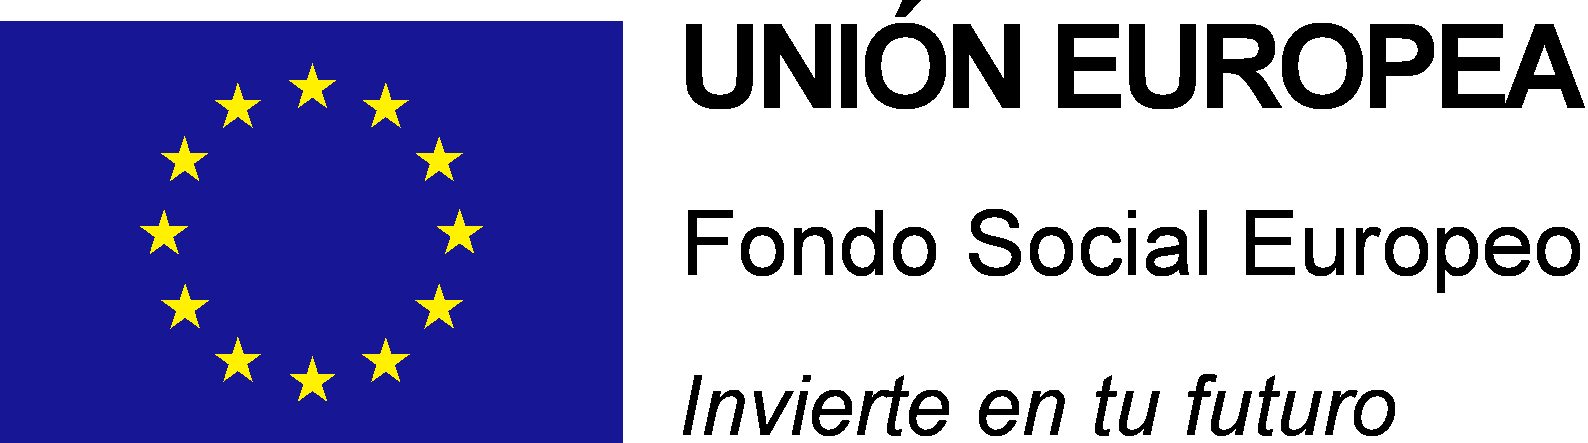 UNIÓN EUROPEA
Fondo Social Europeo
Invierte en tu futuro